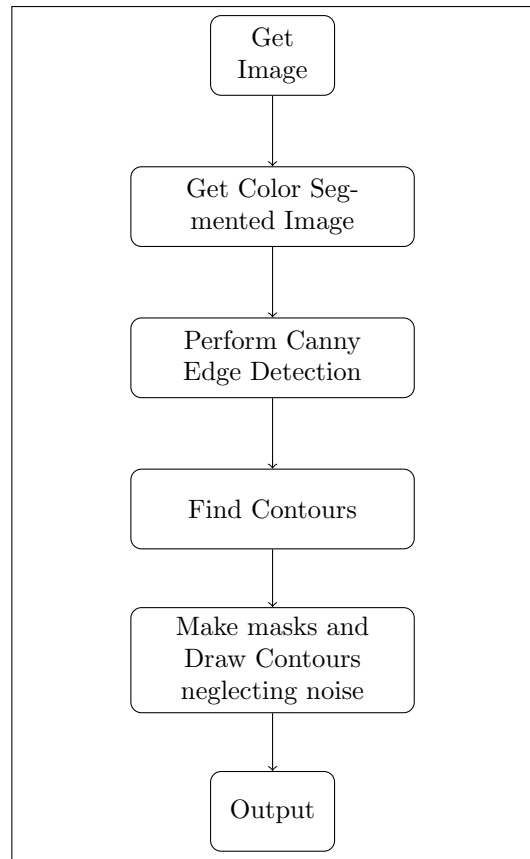 Get
Image
Get Color Seg-
mented Image
Perform Canny
Edge Detection
Find Contours
Make masks and
Draw Contours
neglecting noise
Output